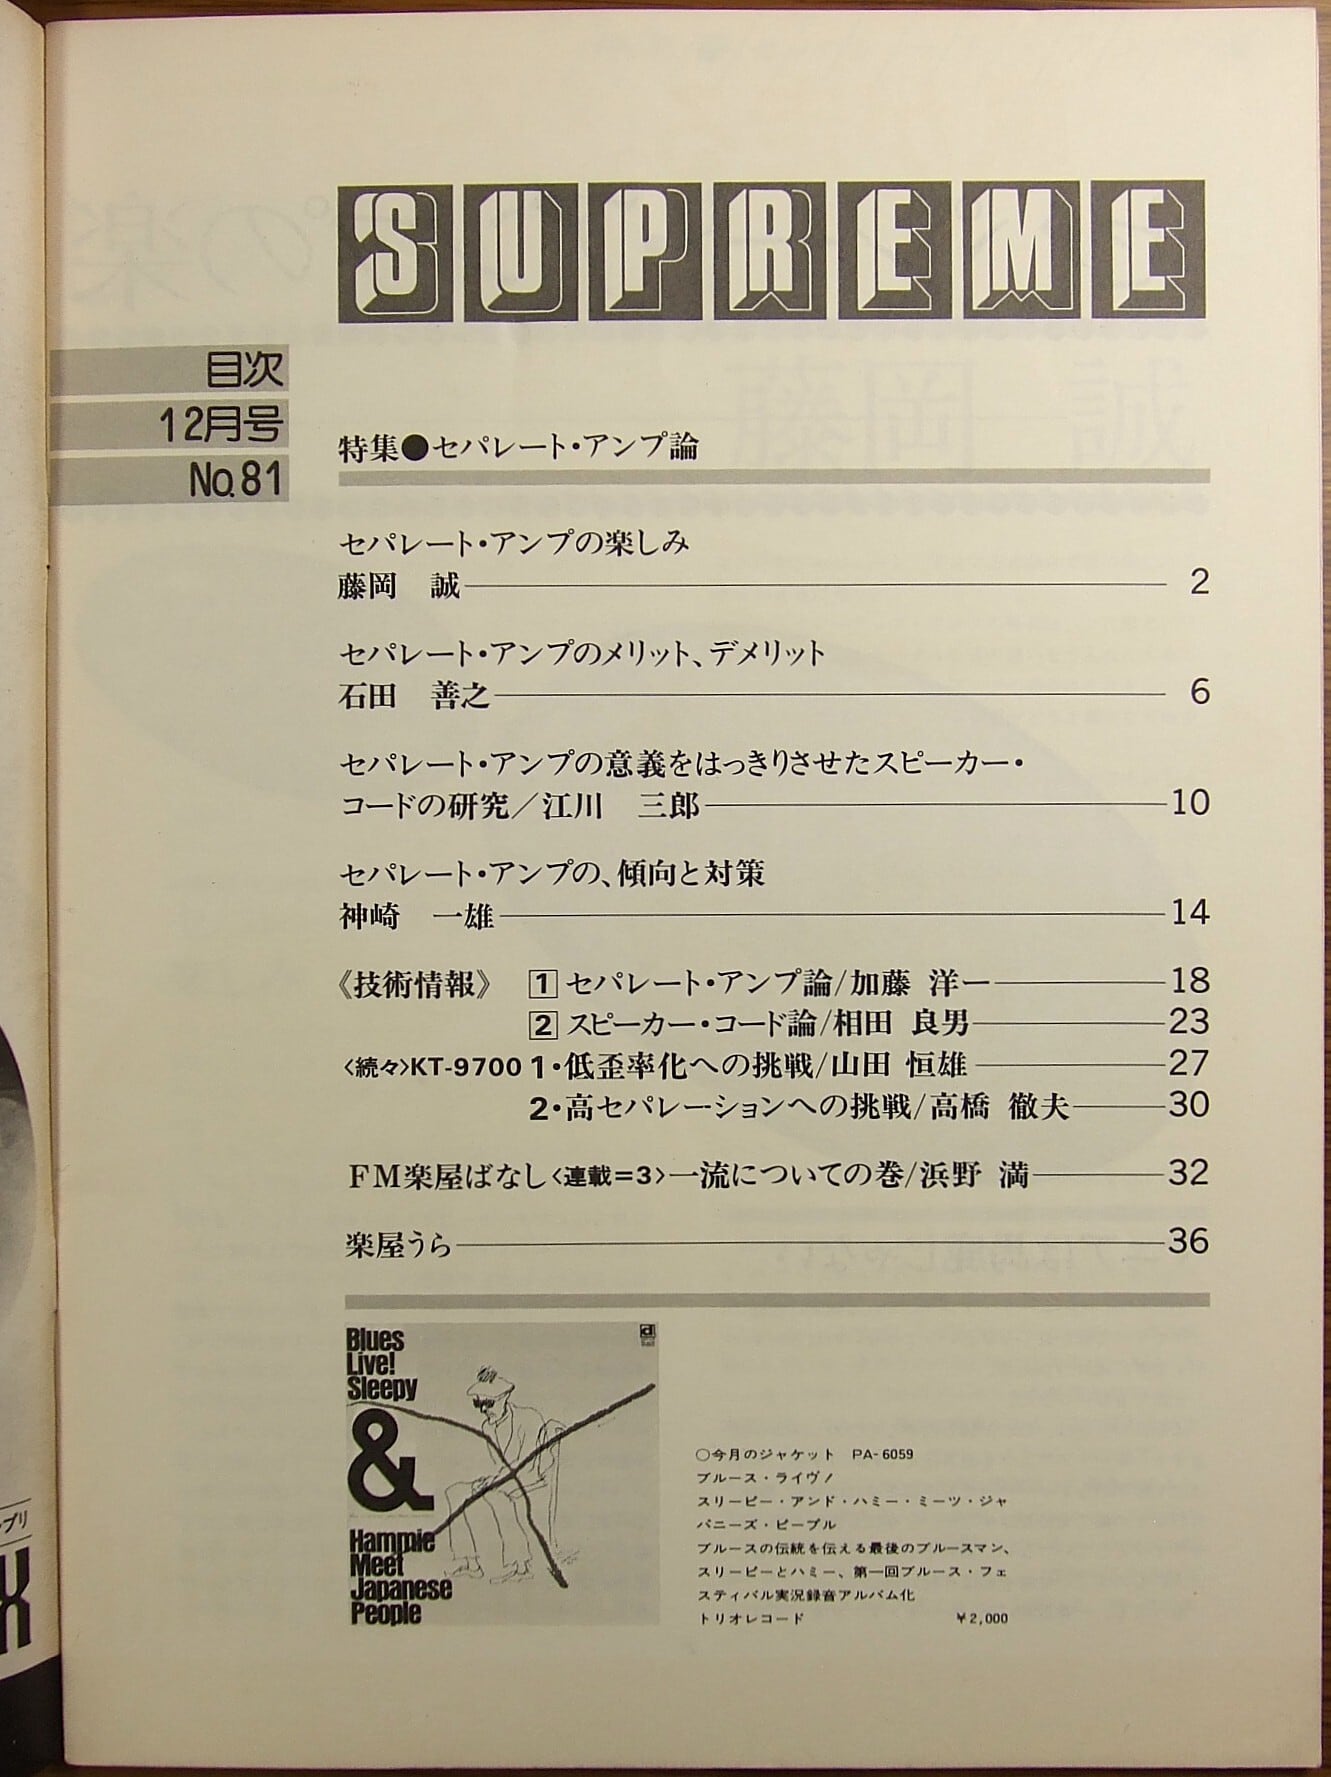 SUPREME
目次
12月号
No.81
特集●セパレート・アンプ論
セパレート・アンプの楽しみ
藤岡 誠 2
セパレート・アンプのメリット、デメリット
石田 善之 6
セパレート・アンプの意義をはっきりさせたスピーカー・
コードの研究／江川 三郎 10
セパレート・アンプの、傾向と対策
神崎 一雄 14
《技術情報》 1 セパレート・アンプ論/加藤 洋一 18
2 スピーカー・コード論/相田 良男 23
〈続々〉KT-9700 1・低歪率化への挑戦/山田 恒雄 27
2・高セパレーションへの挑戦/高橋 徹夫 30
FM楽屋ばなし〈連載＝3〉一流についての巻/浜野 満 32
楽屋うら 36
Blues
Live!
Sleepy
&
Hammie
Meet
Japanese
People
○今月のジャケット PA-6059
ブルース・ライヴ！
スリーピー・アンド・ハミー・ミーツ・ジャ
パニーズ・ピープル
ブルースの伝統を伝える最後のブルースマン、
スリーピーとハミー、第一回ブルース・フェ
スティバル実況録音アルバム化
トリオレコード ￥2,000